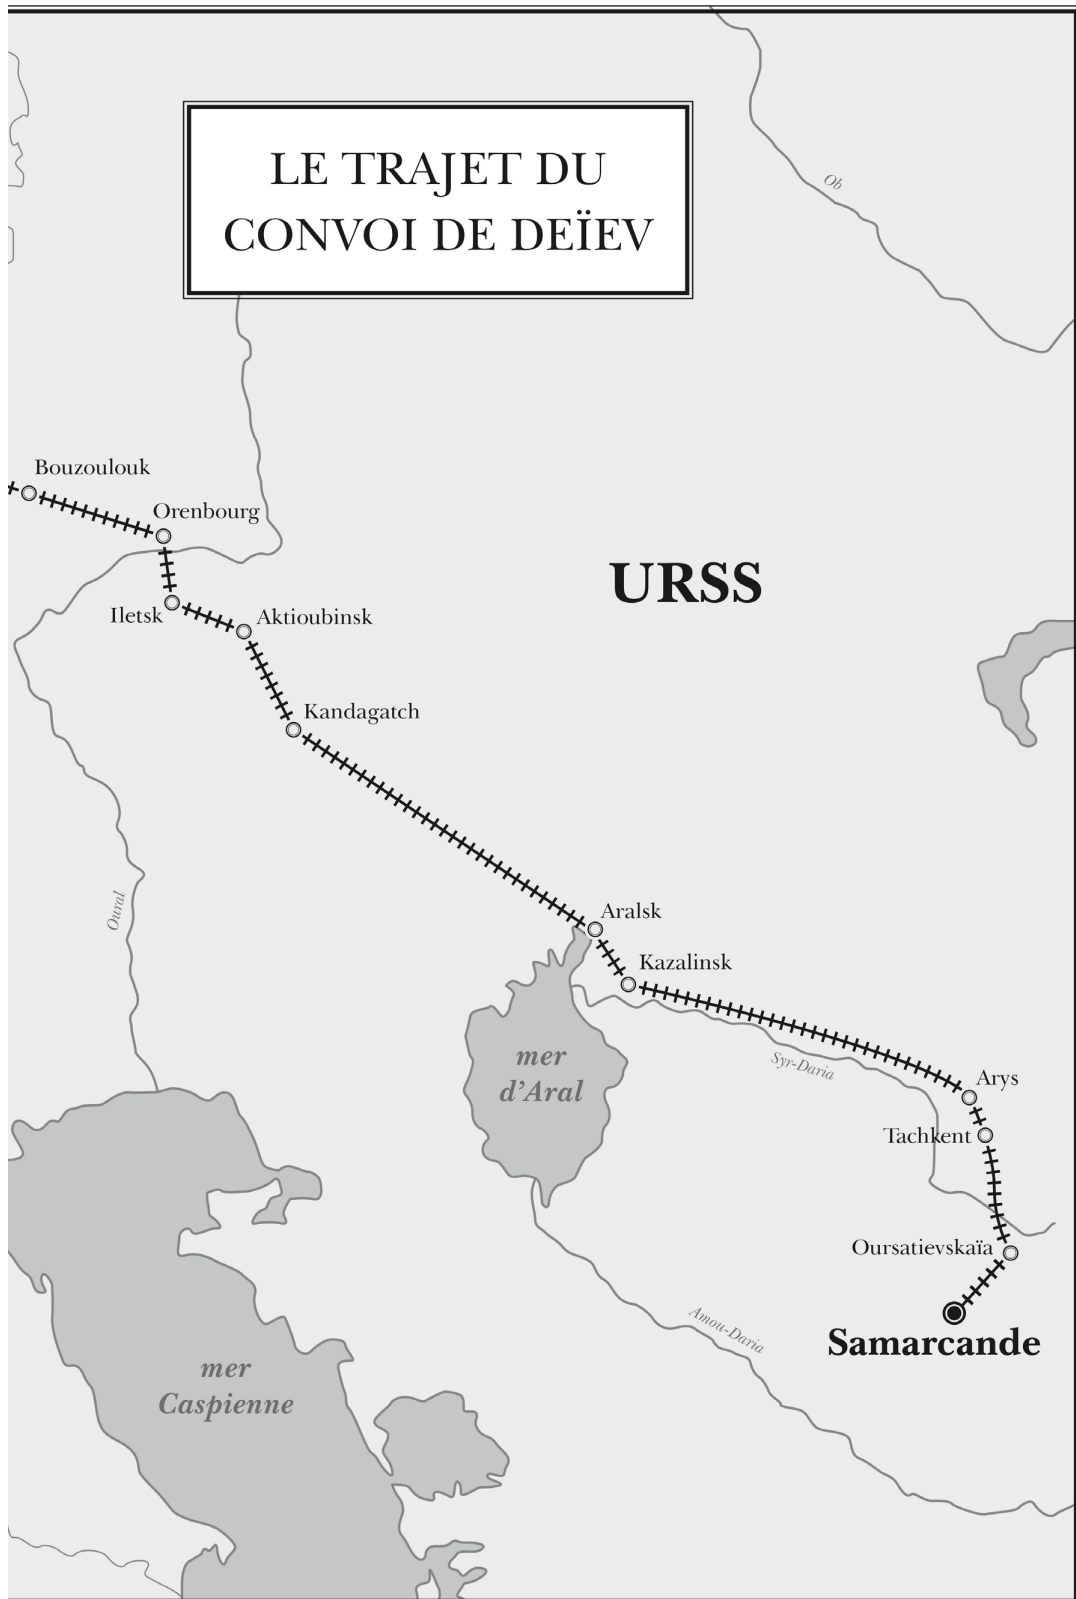 LE TRAJET DU
CONVOI DE DEÏEV
Ob
Bouzoulouk
Orenbourg
URSS
Iletsk
Aktioubinsk
Kandagatch
Oural
Aralsk
Kazalinsk
mer
d’Aral
Syr-Daria
Arys
Tachkent
Oursatievskaïa
Amou-Daria
Samarcande
mer
Caspienne